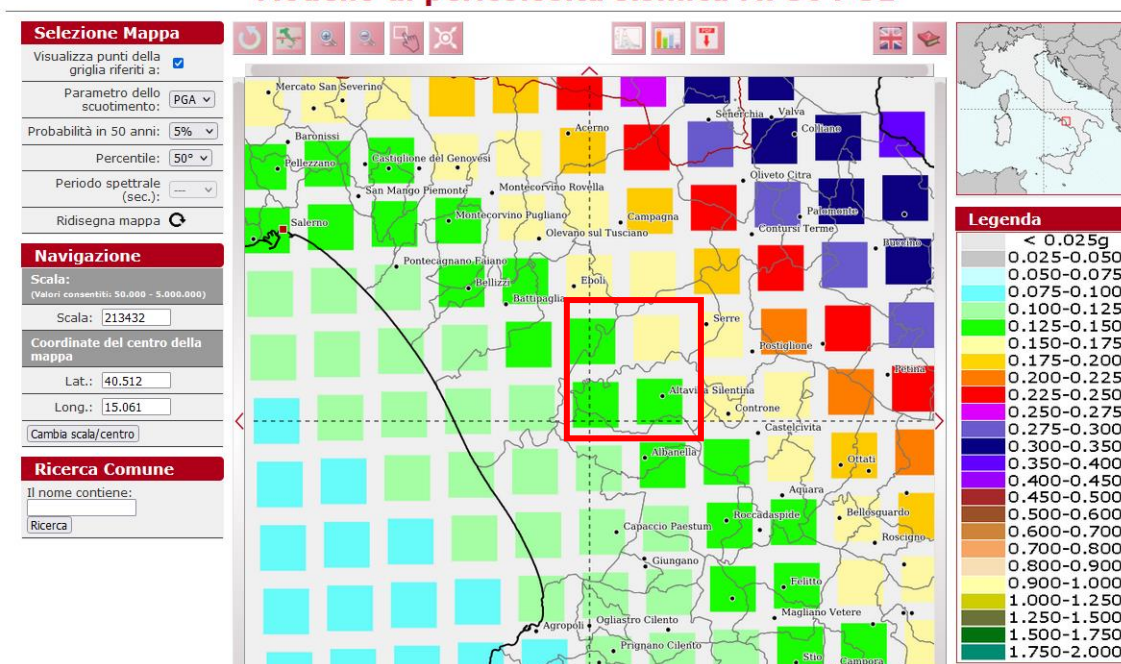 Selezione Mappa
Visualizza punti della
griglia riferiti a:
Parametro dello
scuotimento: PGA
Probabilità in 50 anni: 5%
Percentile: 50°
Periodo spettrale
(sec.): ---
Ridisegna mappa
Navigazione
Scala:
(Valori consentiti: 50.000 - 5.000.000)
Scala: 213432
Coordinate del centro della
mappa
Lat.: 40.512
Long.: 15.061
Cambia scala/centro
Ricerca Comune
Il nome contiene:
Ricerca
Mercato San Severino
Senerchia
Valva
Colliano
Acerno
Baronissi
Pellezzano
Castiglione del Genovesi
Oliveto Citra
San Mango Piemonte
Montecorvino Rovella
Montecorvino Pugliano
Campagna
Palomonte
Salerno
Olevano sul Tusciano
Contursi Terme
Buccino
Pontecagnano Faiano
Bellizzi
Eboli
Battipaglia
Serre
Postiglione
Petina
Altavilla Silentina
Controne
Castelcivita
Albanella
Ottati
Aquara
Capaccio Paestum
Roccadaspide
Bellosguardo
Roscigno
Giungano
Felitto
Magliano Vetere
Agropoli
Ogliastro Cilento
Prignano Cilento
Stio
Campora
Legenda
< 0.025g
0.025-0.050
0.050-0.075
0.075-0.100
0.100-0.125
0.125-0.150
0.150-0.175
0.175-0.200
0.200-0.225
0.225-0.250
0.250-0.275
0.275-0.300
0.300-0.350
0.350-0.400
0.400-0.450
0.450-0.500
0.500-0.600
0.600-0.700
0.700-0.800
0.800-0.900
0.900-1.000
1.000-1.250
1.250-1.500
1.500-1.750
1.750-2.000